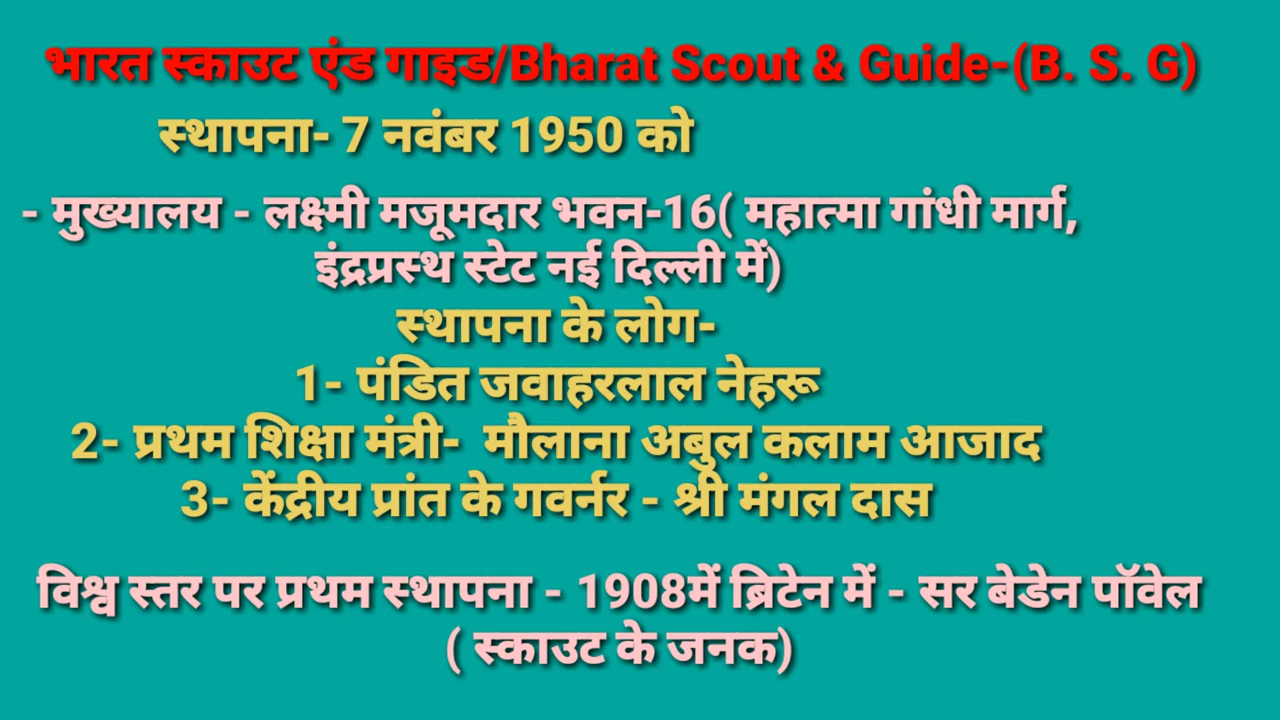 भारत स्काउट एंड गाइड/Bharat Scout & Guide-(B. S. G)
स्थापना- 7 नवंबर 1950 को
- मुख्यालय - लक्ष्मी मजूमदार भवन-16( महात्मा गांधी मार्ग,
इंद्रप्रस्थ स्टेट नई दिल्ली में)
स्थापना के लोग-
1- पंडित जवाहरलाल नेहरू
2- प्रथम शिक्षा मंत्री- मौलाना अबुल कलाम आजाद
3- केंद्रीय प्रांत के गवर्नर - श्री मंगल दास
विश्व स्तर पर प्रथम स्थापना - 1908में ब्रिटेन में - सर बेडेन पॉवेल
( स्काउट के जनक)